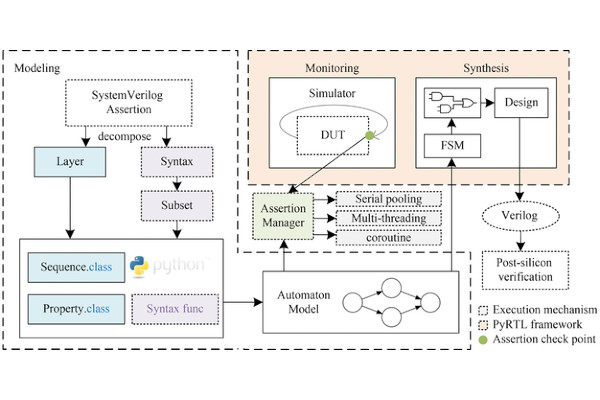 Modeling
SystemVerilog
Assertion
decompose
Layer
Syntax
Subset
Sequence.class
python
Property.class
Syntax func
Monitoring
Simulator
DUT
Synthesis
Design
FSM
Assertion
Manager
Serial pooling
Multi-threading
coroutine
Automaton
Model
Verilog
Post-silicon
verification
Execution mechanism
PyRTL framework
Assertion check point